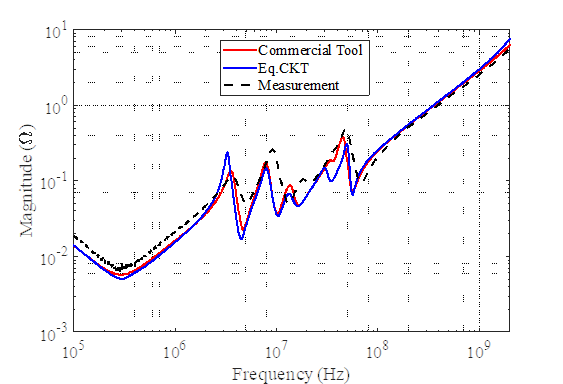 10^1
10^0
10^-1
10^-2
10^-3
Magnitude (Ω)
Commercial Tool
Eq.CKT
Measurement
10^5 10^6 10^7 10^8 10^9
Frequency (Hz)